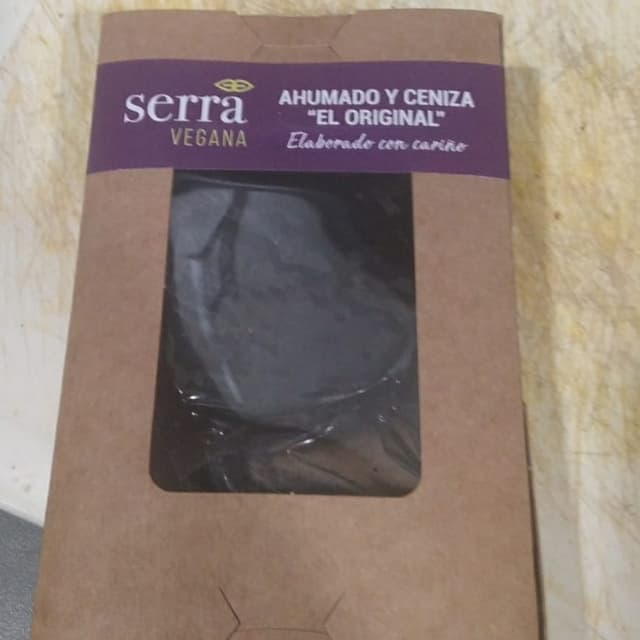 serra
VEGANA
AHUMADO Y CENIZA
"EL ORIGINAL"
Elaborado con cariño